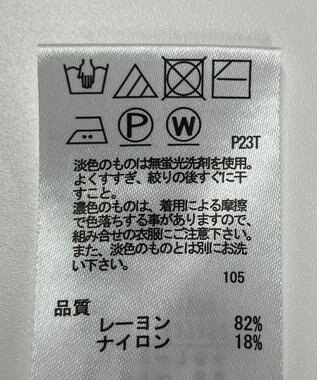 P
W
P23T
淡色のものは無蛍光洗剤を使用。
よくすすぎ、絞りの後すぐに干
すこと。
濃色のものは、着用による摩擦
で色落ちする事がありますので、
組み合せの衣服にご注意下さい。
また、淡色のものとは別にお洗
い下さい。
105
品質
レーヨン 82%
ナイロン 18%